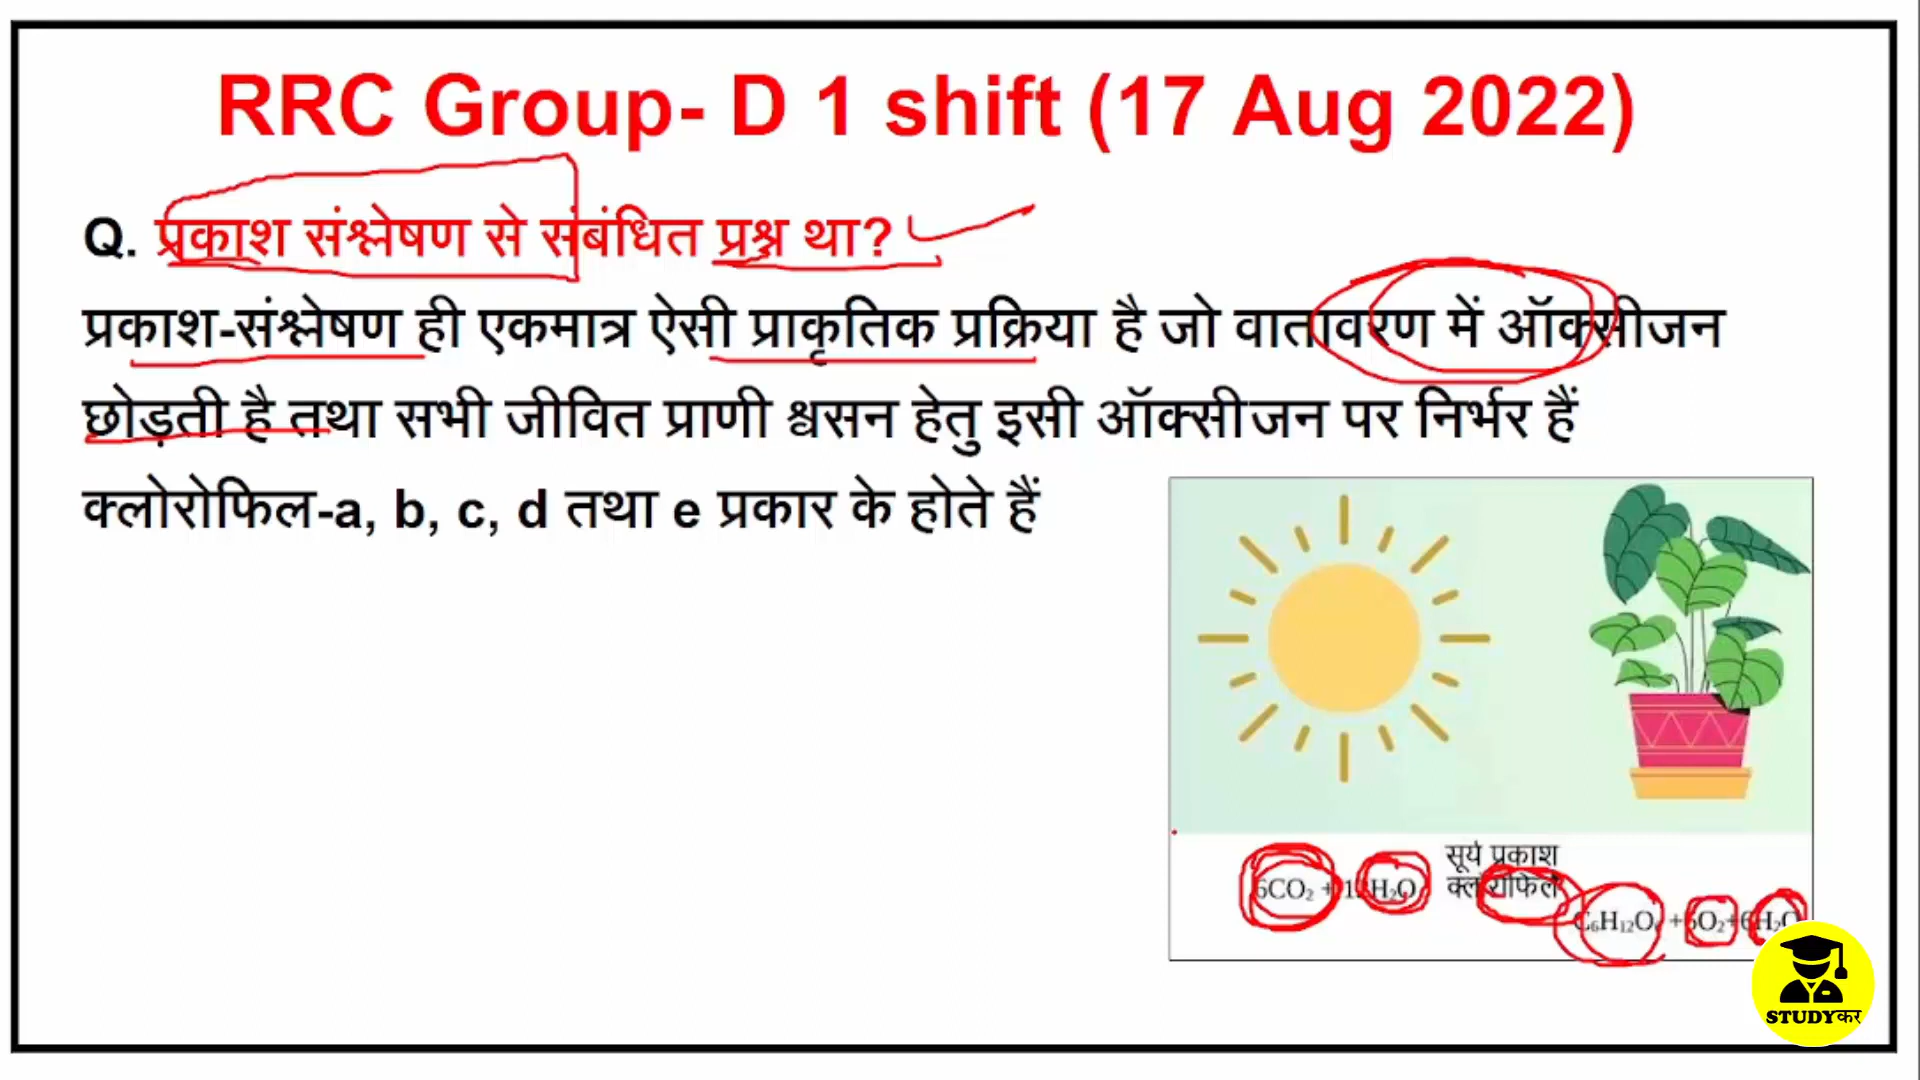 RRC Group- D 1 shift (17 Aug 2022)
Q. प्रकाश संश्लेषण से संबंधित प्रश्न था?
प्रकाश-संश्लेषण ही एकमात्र ऐसी प्राकृतिक प्रक्रिया है जो वातावरण में ऑक्सीजन
छोड़ती है तथा सभी जीवित प्राणी श्वसन हेतु इसी ऑक्सीजन पर निर्भर हैं
क्लोरोफिल-a, b, c, d तथा e प्रकार के होते हैं
सूर्य प्रकाश
6CO₂ + 12H₂O क्लोरोफिल
C₆H₁₂O₆ +6O₂+6H₂O
STUDYकर